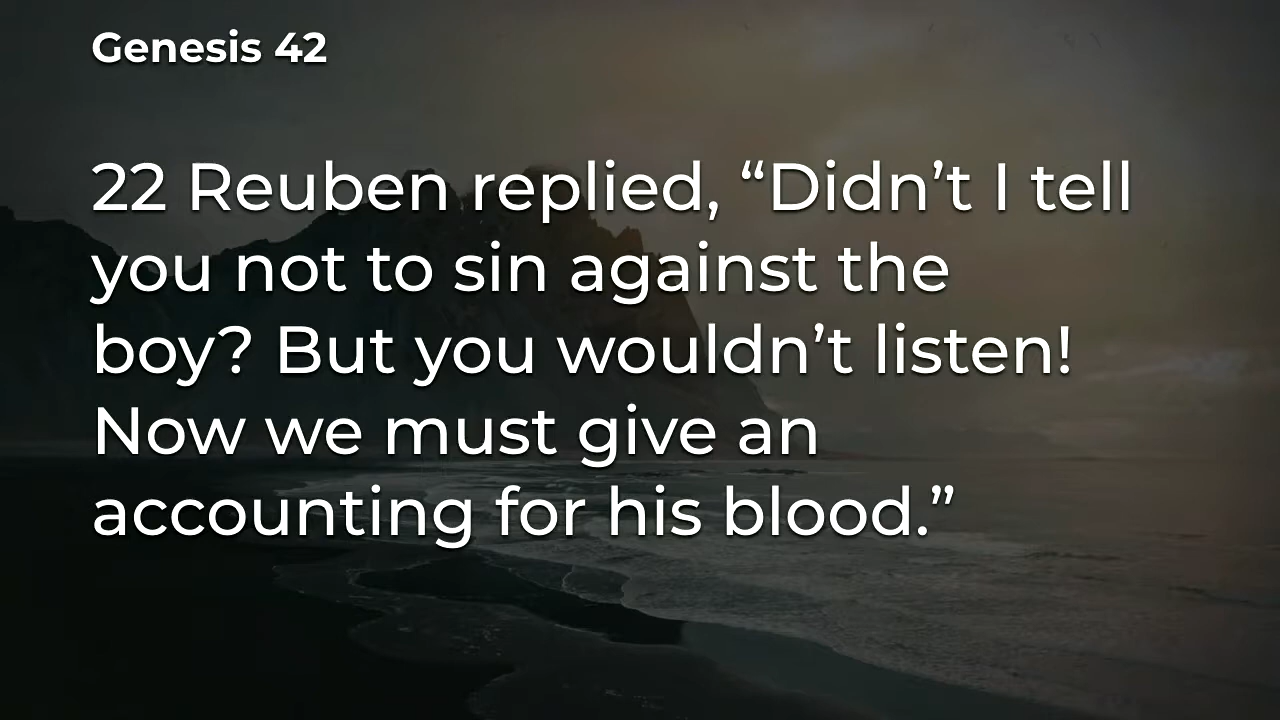 Genesis 42
22 Reuben replied, “Didn’t I tell
you not to sin against the
boy? But you wouldn’t listen!
Now we must give an
accounting for his blood.”